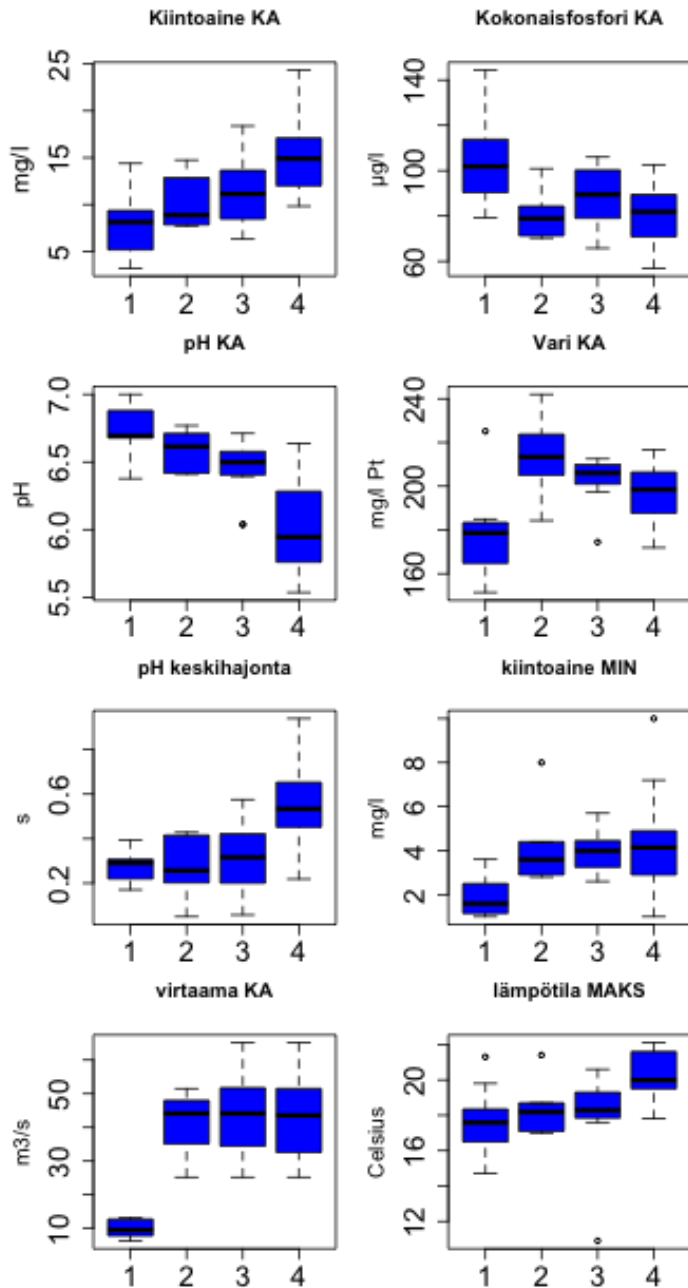 Kiintoaine KA
mg/l
25
15
5
1 2 3 4
Kokonaisfosfori KA
µg/l
140
100
60
1 2 3 4
pH KA
pH
7.0
6.5
6.0
5.5
1 2 3 4
Vari KA
mg/l Pt
240
200
160
1 2 3 4
pH keskihajonta
s
0.6
0.2
1 2 3 4
kiintoaine MIN
mg/l
8
6
4
2
1 2 3 4
virtaama KA
m3/s
50
30
10
1 2 3 4
lämpötila MAKS
Celsius
20
16
12
1 2 3 4